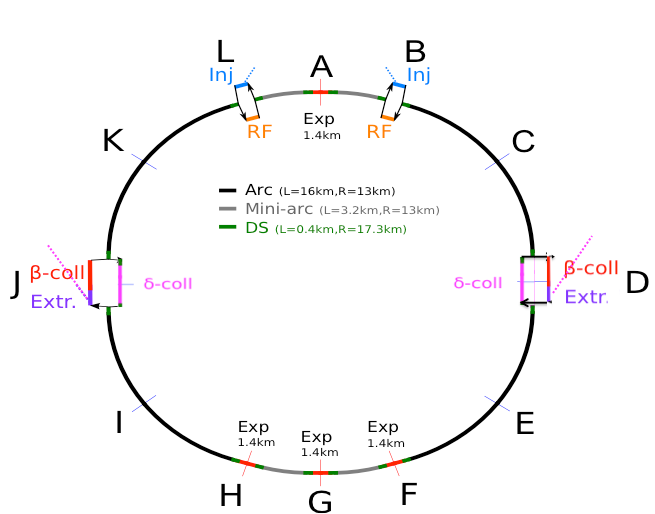 L
A
B
Inj
Inj
Exp
1.4km
RF
RF
K
C
Arc (L=16km,R=13km)
Mini-arc (L=3.2km,R=13km)
DS (L=0.4km,R=17.3km)
J
β-coll
Extr.
δ-coll
δ-coll
β-coll
Extr.
D
I
E
Exp
1.4km
Exp
1.4km
Exp
1.4km
H
G
F